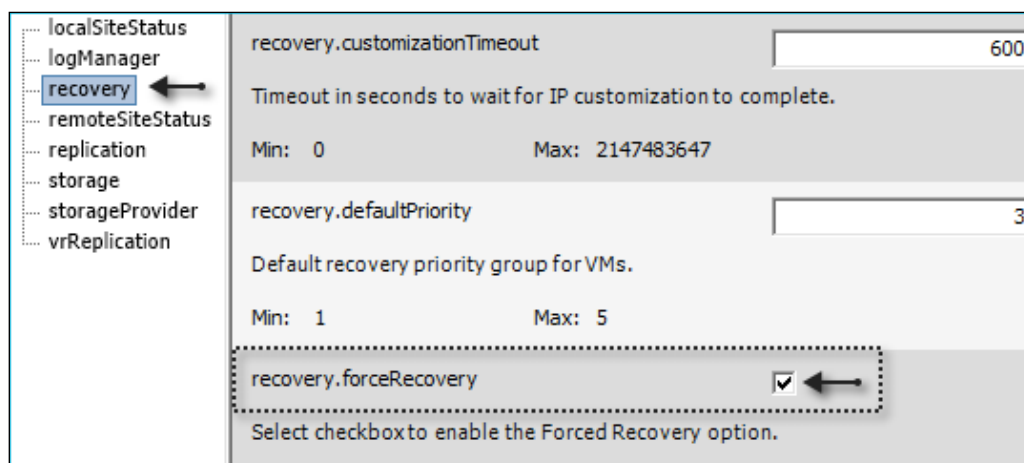 localSiteStatus
logManager
recovery
remoteSiteStatus
replication
storage
storageProvider
vrReplication
recovery.customizationTimeout 600
Timeout in seconds to wait for IP customization to complete.
Min: 0 Max: 2147483647
recovery.defaultPriority 3
Default recovery priority group for VMs.
Min: 1 Max: 5
recovery.forceRecovery
Select checkbox to enable the Forced Recovery option.